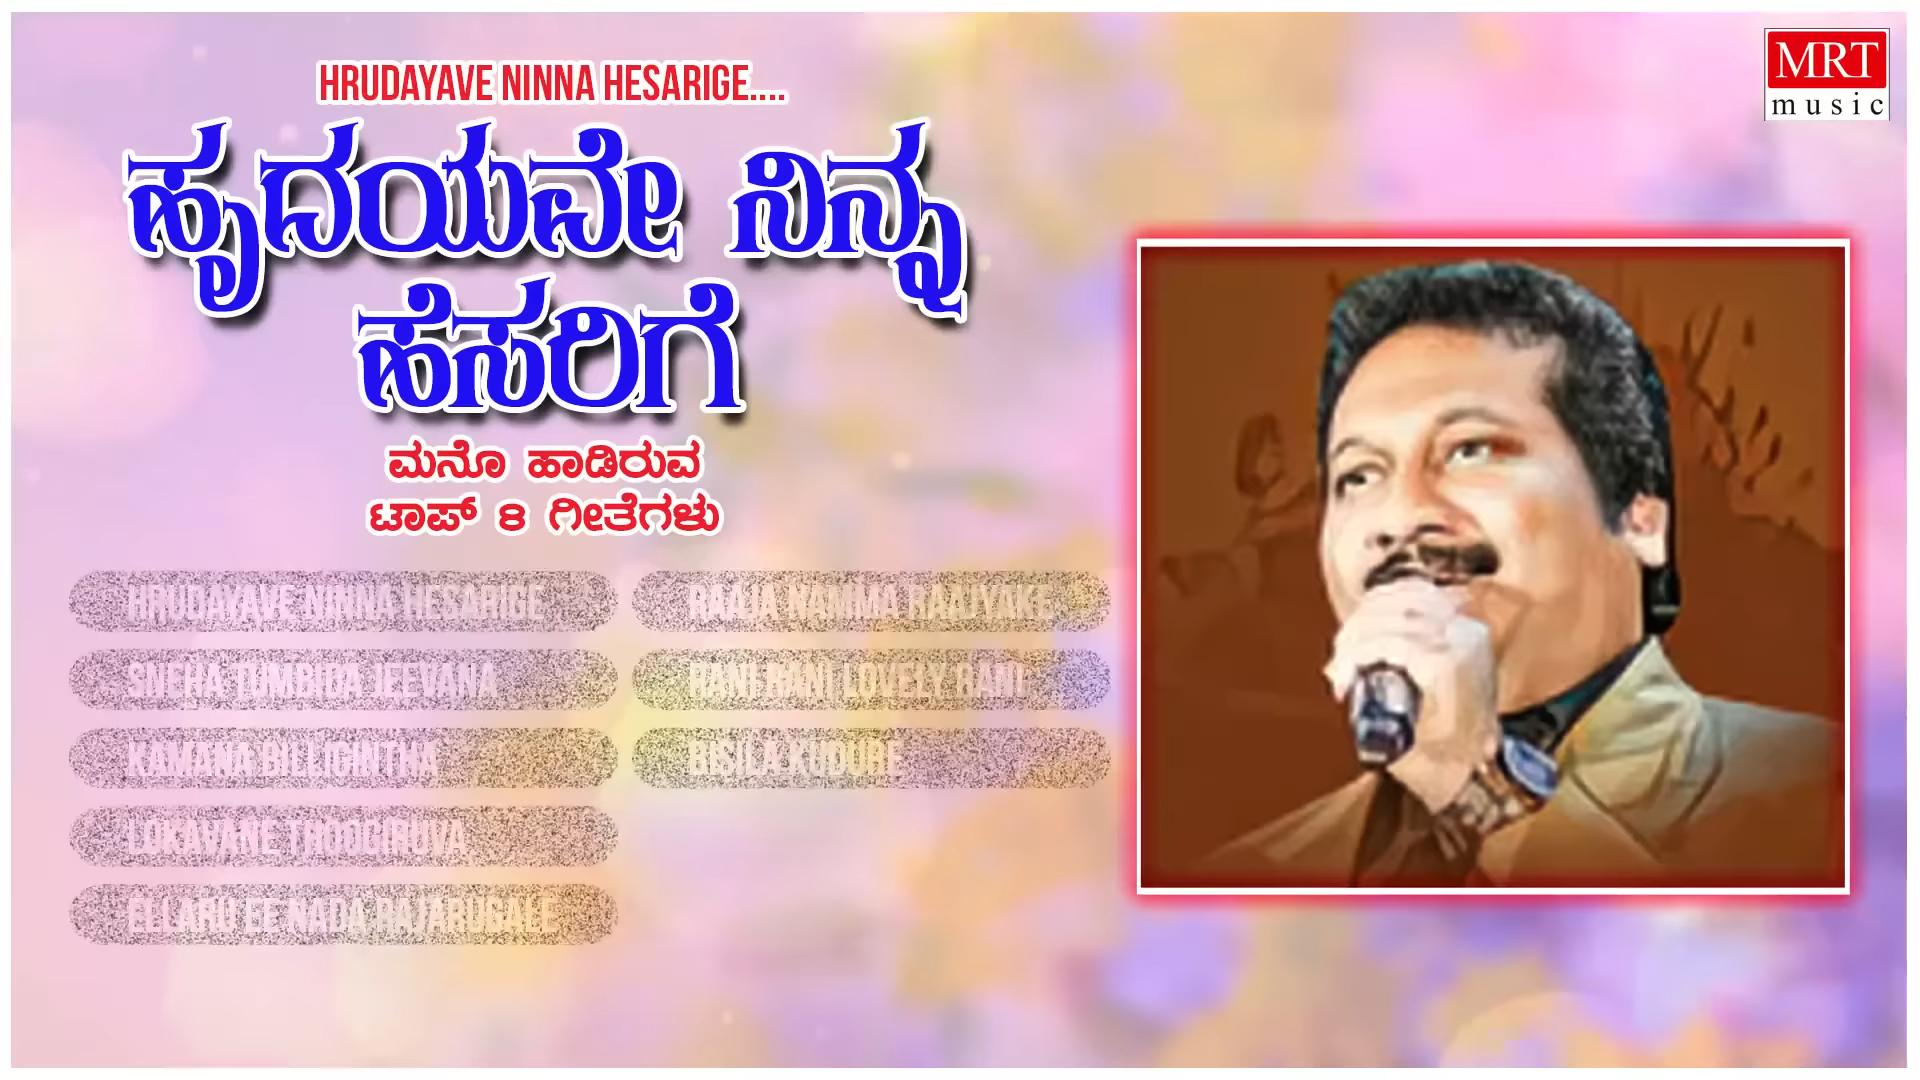 HRUDAYAVE NINNA HESARIGE....
MRT
music
ಹೃದಯವೇ ನಿನ್ನ
ಹೆಸರಿಗೆ
ಮನೊ ಹಾಡಿರುವ
ಟಾಪ್ 8 ಗೀತೆಗಳು
HRUDAYAVE NINNA HESARIGE
SNEHA TUMBIDA JEEVANA
KAMANA BILLIGINTHA
LOKAVANE THOOGIRUVA
ELLARU EE NADA RAJARUGALE
RAAJA NAMMA RAAJYAKE
RANI RANI LOVELY RANI
BISILA KUDURE